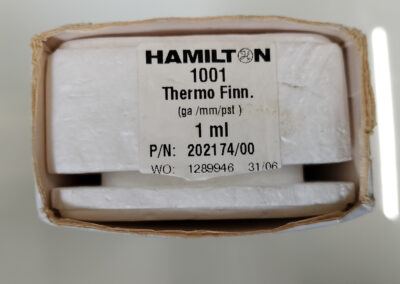 HAMILTON
1001
Thermo Finn.
(ga /mm/pst )
1 ml
P/N: 202174/00
WO: 1289946 31/06